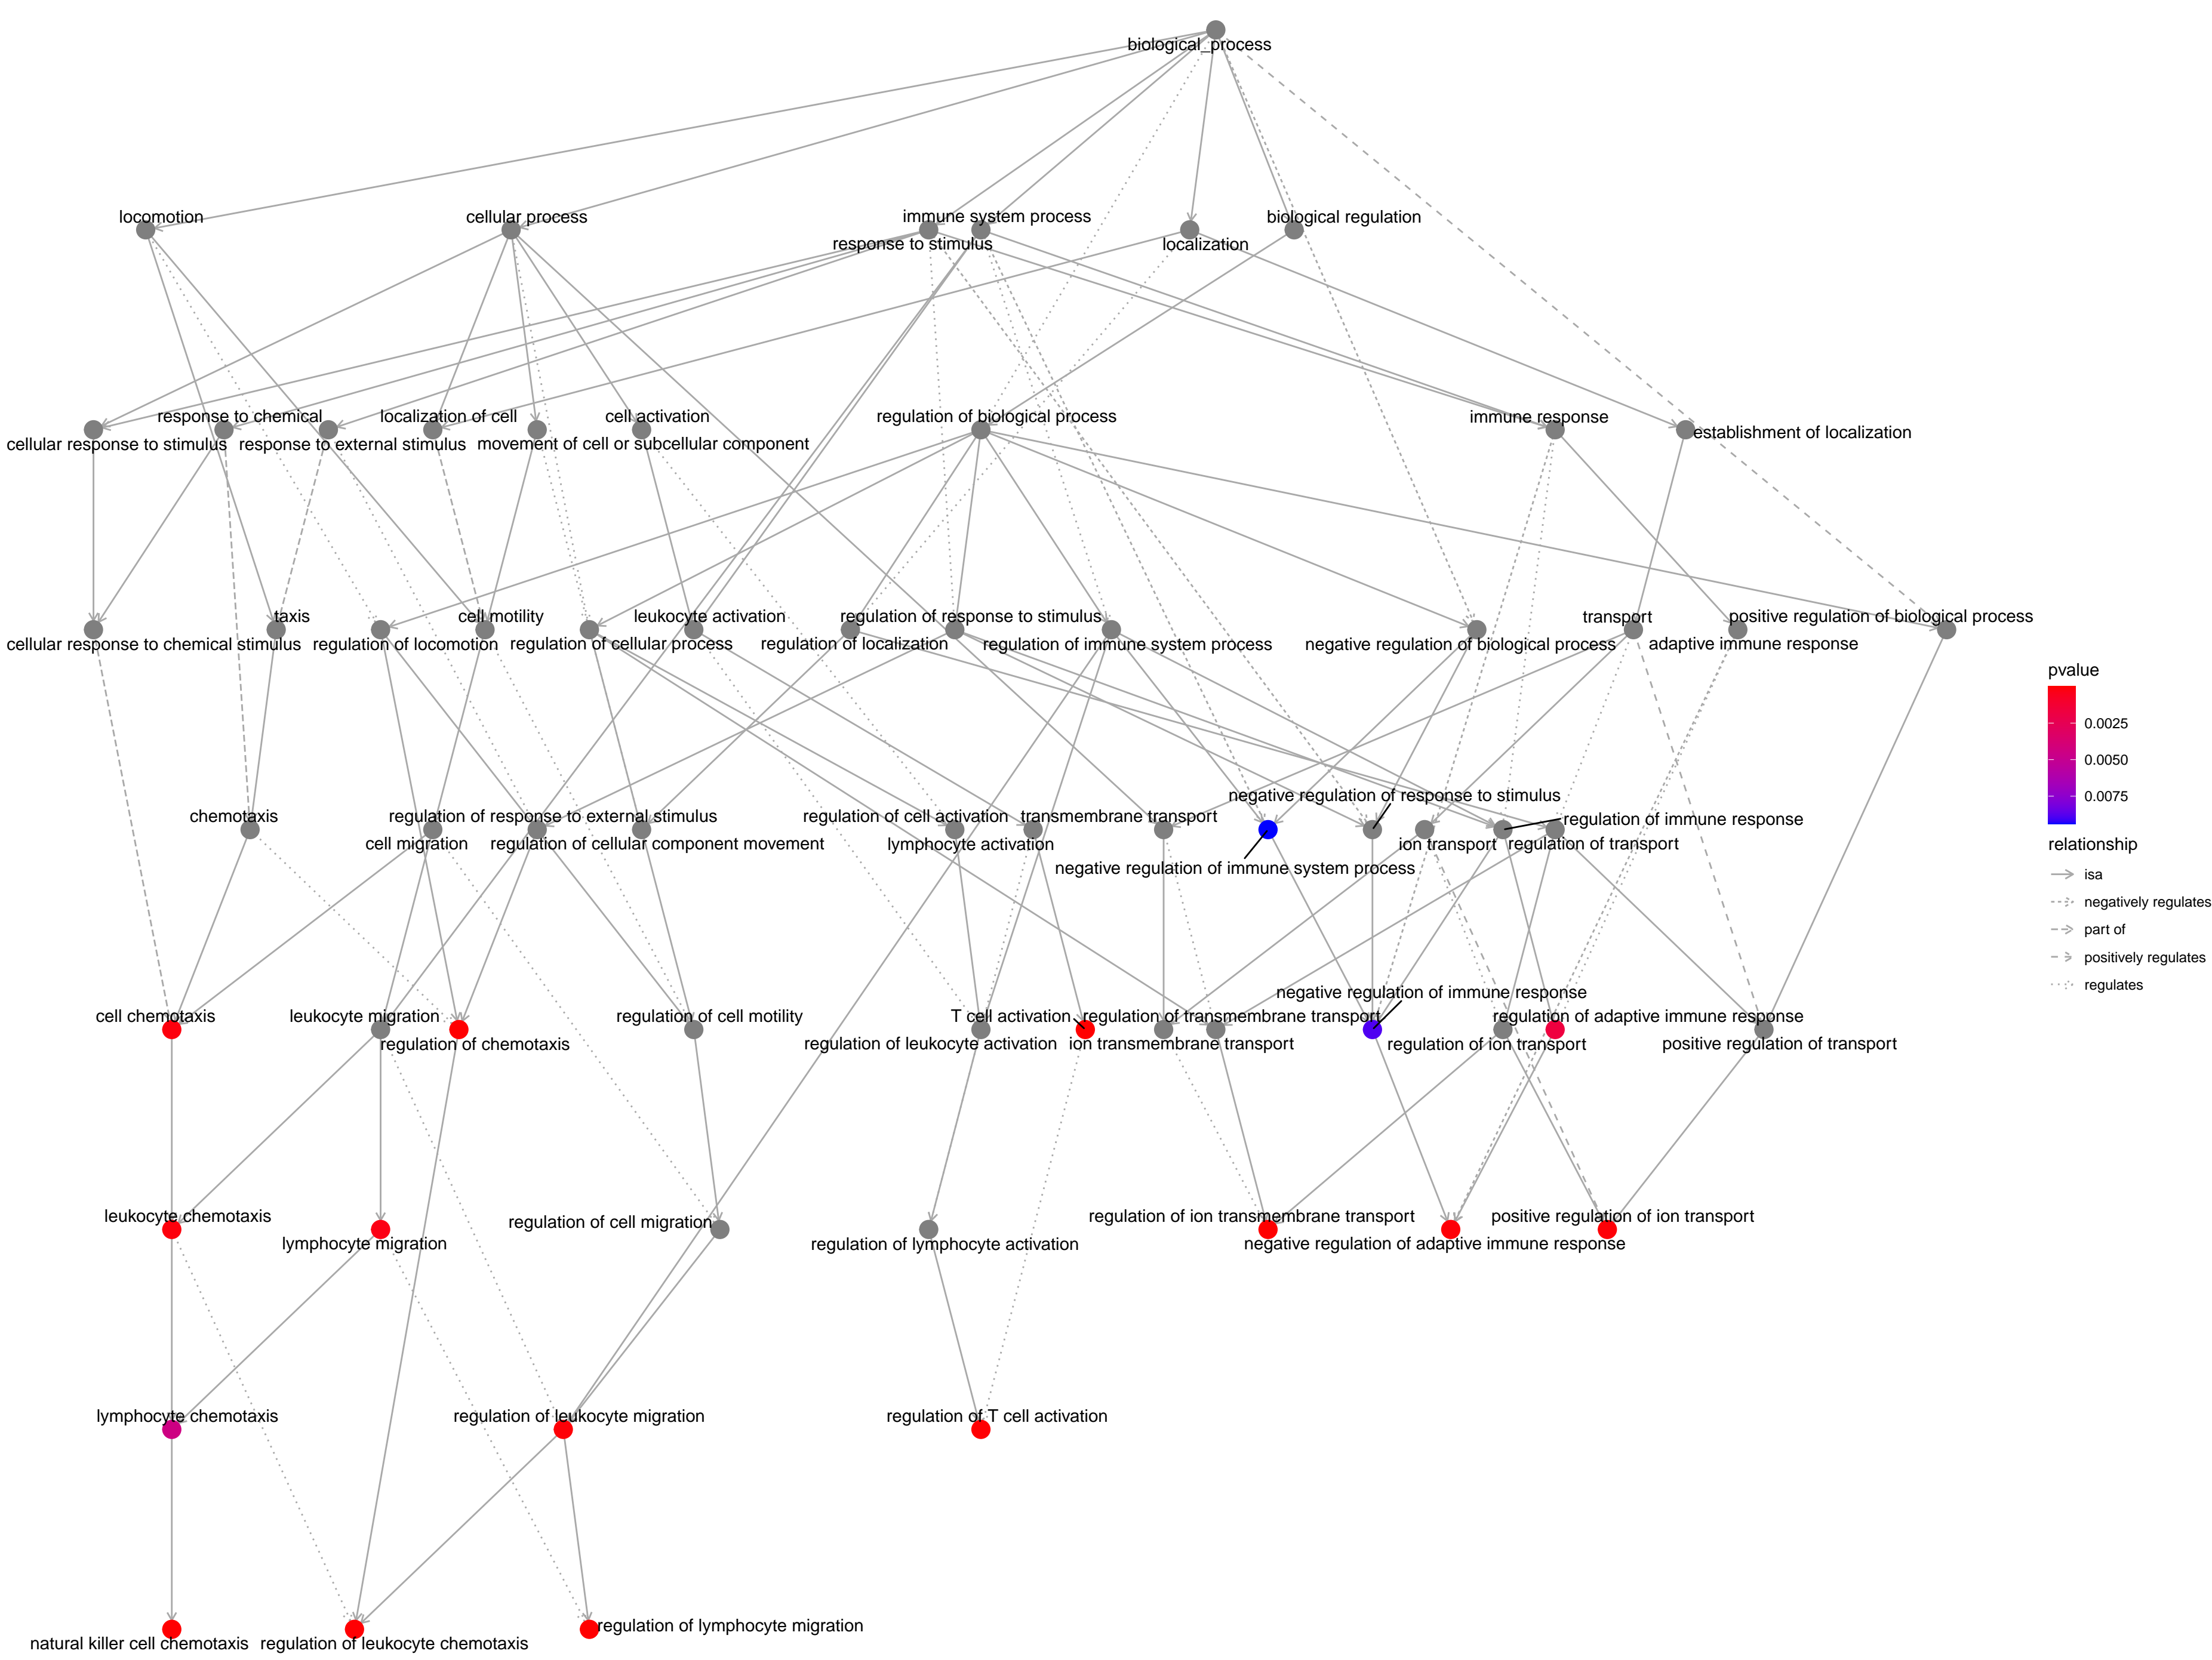 biological_process
locomotion
cellular process
immune system process
biological regulation
response to stimulus
localization
response to chemical
localization of cell
cell activation
regulation of biological process
immune response
establishment of localization
cellular response to stimulus
response to external stimulus
movement of cell or subcellular component
taxis
cell motility
leukocyte activation
regulation of response to stimulus
transport
positive regulation of biological process
cellular response to chemical stimulus
regulation of locomotion
regulation of cellular process
regulation of localization
regulation of immune system process
negative regulation of biological process
adaptive immune response
pvalue
0.0025
0.0050
0.0075
relationship
isa
negatively regulates
part of
positively regulates
regulates
negative regulation of response to stimulus
chemotaxis
regulation of response to external stimulus
regulation of cell activation
transmembrane transport
regulation of immune response
cell migration
regulation of cellular component movement
lymphocyte activation
ion transport
regulation of transport
negative regulation of immune system process
negative regulation of immune response
cell chemotaxis
leukocyte migration
regulation of cell motility
T cell activation
regulation of transmembrane transport
regulation of adaptive immune response
regulation of chemotaxis
regulation of leukocyte activation
ion transmembrane transport
regulation of ion transport
positive regulation of transport
leukocyte chemotaxis
regulation of cell migration
regulation of ion transmembrane transport
positive regulation of ion transport
lymphocyte migration
regulation of lymphocyte activation
negative regulation of adaptive immune response
lymphocyte chemotaxis
regulation of leukocyte migration
regulation of T cell activation
regulation of lymphocyte migration
natural killer cell chemotaxis
regulation of leukocyte chemotaxis